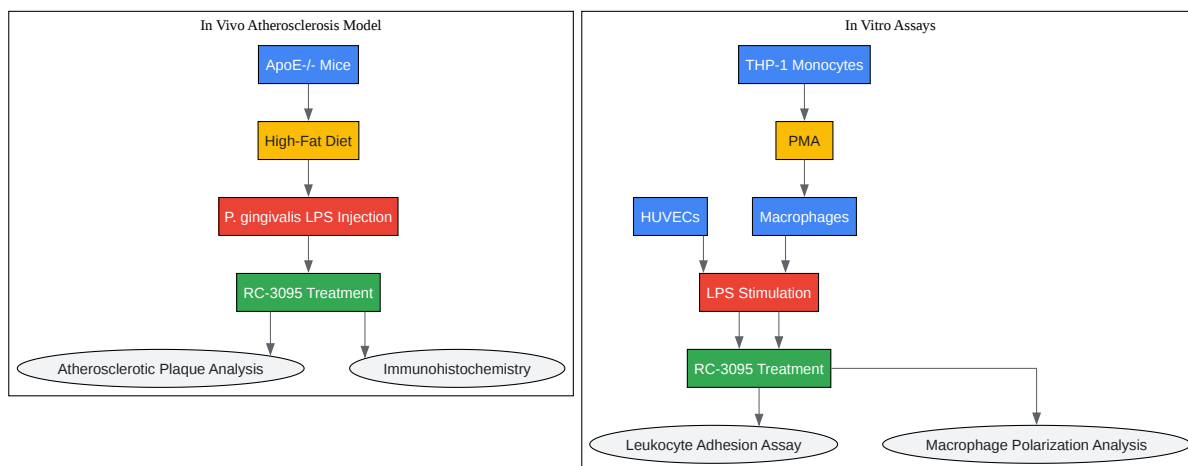 In Vivo Atherosclerosis Model
ApoE-/- Mice
High-Fat Diet
P. gingivalis LPS Injection
RC-3095 Treatment
Atherosclerotic Plaque Analysis
Immunohistochemistry
In Vitro Assays
THP-1 Monocytes
PMA
HUVECs
Macrophages
LPS Stimulation
RC-3095 Treatment
Leukocyte Adhesion Assay
Macrophage Polarization Analysis